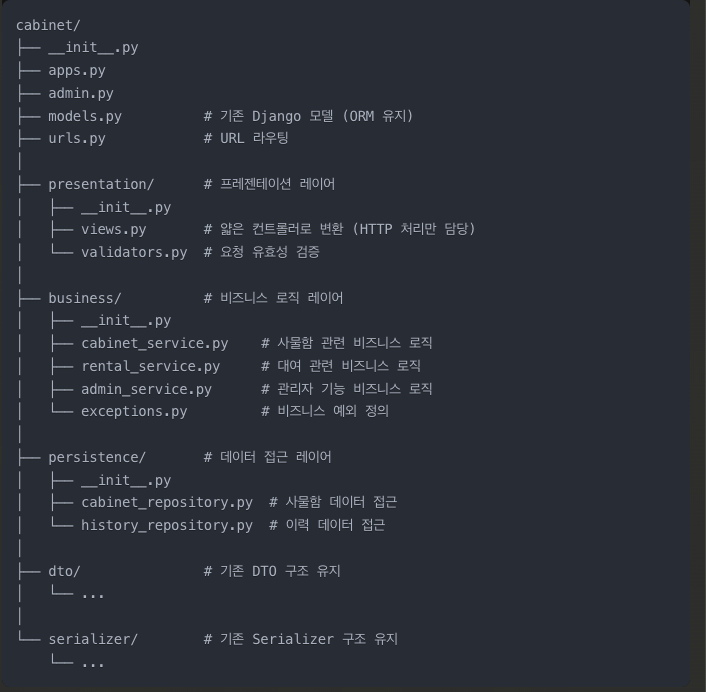 cabinet/
├── __init__.py
├── apps.py
├── admin.py
├── models.py          # 기존 Django 모델 (ORM 유지)
├── urls.py            # URL 라우팅
│
├── presentation/      # 프레젠테이션 레이어
│   ├── __init__.py
│   ├── views.py       # 얇은 컨트롤러로 변환 (HTTP 처리만 담당)
│   └── validators.py  # 요청 유효성 검증
│
├── business/          # 비즈니스 로직 레이어
│   ├── __init__.py
│   ├── cabinet_service.py    # 사물함 관련 비즈니스 로직
│   ├── rental_service.py     # 대여 관련 비즈니스 로직
│   ├── admin_service.py      # 관리자 기능 비즈니스 로직
│   └── exceptions.py         # 비즈니스 예외 정의
│
├── persistence/       # 데이터 접근 레이어
│   ├── __init__.py
│   ├── cabinet_repository.py  # 사물함 데이터 접근
│   └── history_repository.py  # 이력 데이터 접근
│
├── dto/               # 기존 DTO 구조 유지
│   └── ...
│
└── serializer/        # 기존 Serializer 구조 유지
    └── ...